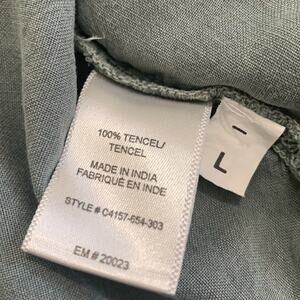 100% TENCEL/
TENCEL
MADE IN INDIA
FABRIQUÉ EN INDE
STYLE # C4157-654-303
EM # 20023
L